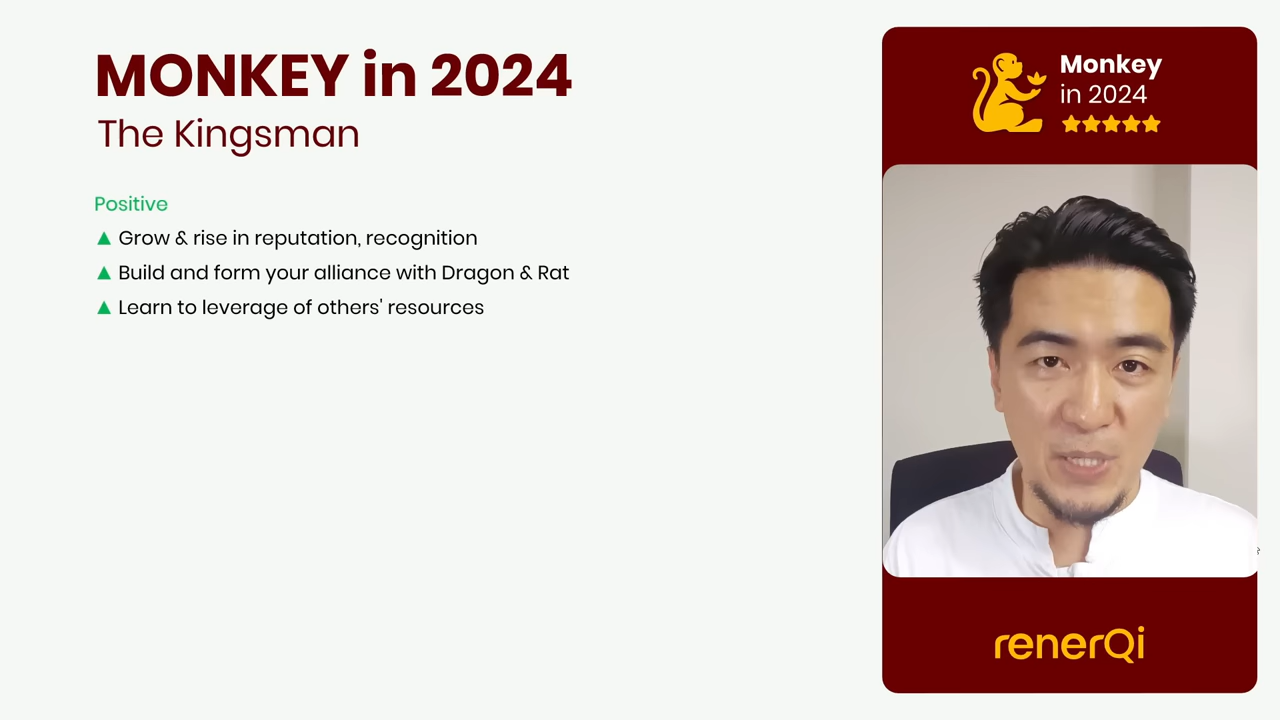 MONKEY in 2024
The Kingsman
Positive
▲ Grow & rise in reputation, recognition
▲ Build and form your alliance with Dragon & Rat
▲ Learn to leverage of others' resources
Monkey
in 2024
renerQi